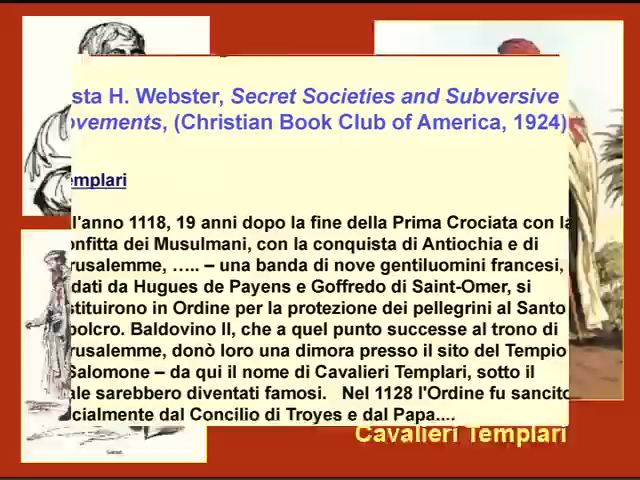 sta H. Webster, Secret Societies and Subversive
ovements, (Christian Book Club of America, 1924)
emplari
l'anno 1118, 19 anni dopo la fine della Prima Crociata con la
onfitta dei Musulmani, con la conquista di Antiochia e di
rusalemme, ….. – una banda di nove gentiluomini francesi,
dati da Hugues de Payens e Goffredo di Saint-Omer, si
stituirono in Ordine per la protezione dei pellegrini al Santo
polcro. Baldovino II, che a quel punto successe al trono di
rusalemme, donò loro una dimora presso il sito del Tempio
Salomone – da qui il nome di Cavalieri Templari, sotto il
ale sarebbero diventati famosi. Nel 1128 l'Ordine fu sancito
cialmente dal Concilio di Troyes e dal Papa....
Cavalieri Templari